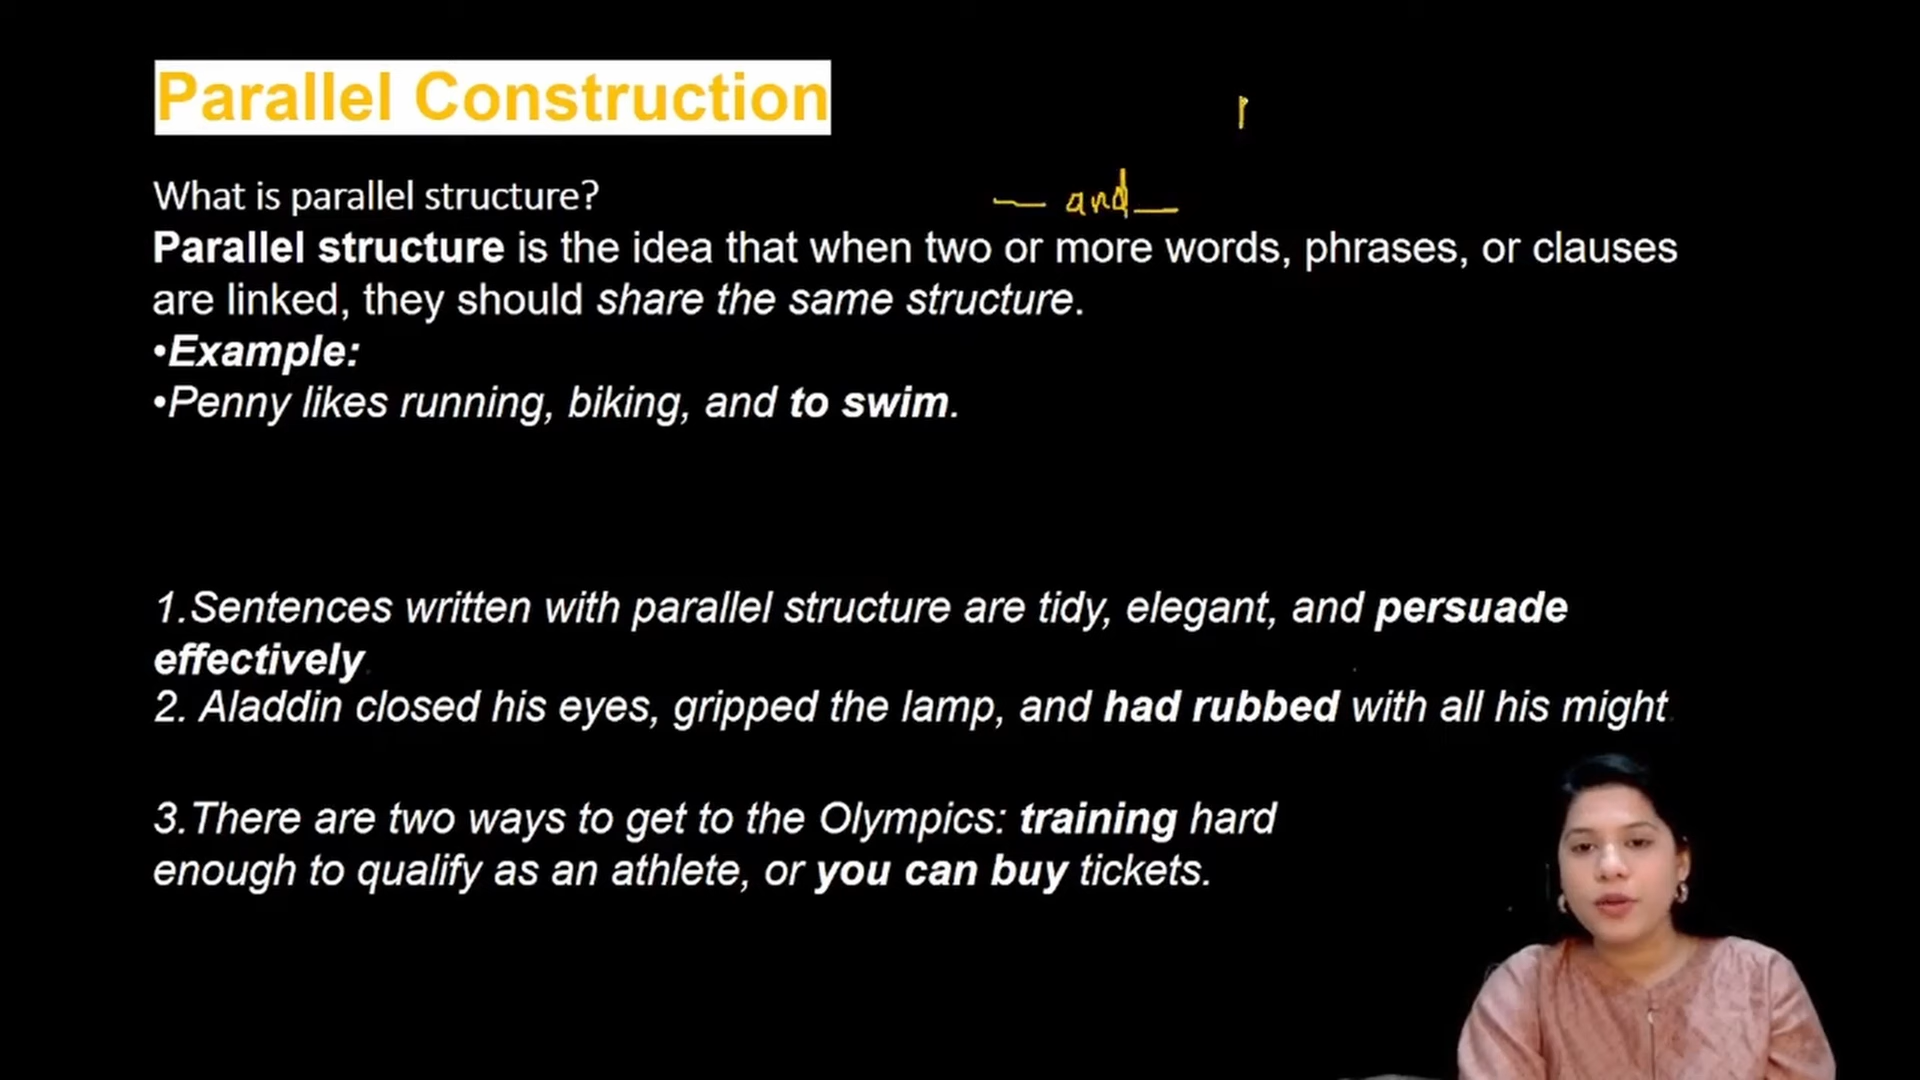 Parallel Construction
What is parallel structure?
— and —
Parallel structure is the idea that when two or more words, phrases, or clauses
are linked, they should share the same structure.
•Example:
•Penny likes running, biking, and to swim.
1.Sentences written with parallel structure are tidy, elegant, and persuade
effectively.
2. Aladdin closed his eyes, gripped the lamp, and had rubbed with all his might.
3.There are two ways to get to the Olympics: training hard
enough to qualify as an athlete, or you can buy tickets.